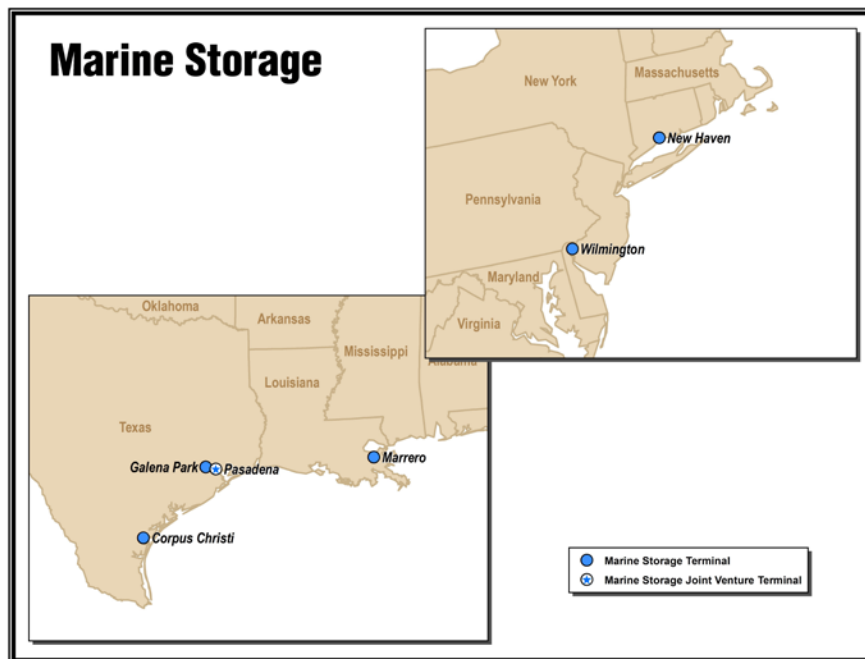 Marine Storage
New York
Massachusetts
New Haven
Pennsylvania
Wilmington
Maryland
Virginia
Oklahoma
Arkansas
Mississippi
Alabama
Louisiana
Texas
Marrero
Galena Park
Pasadena
Corpus Christi
Marine Storage Terminal
Marine Storage Joint Venture Terminal